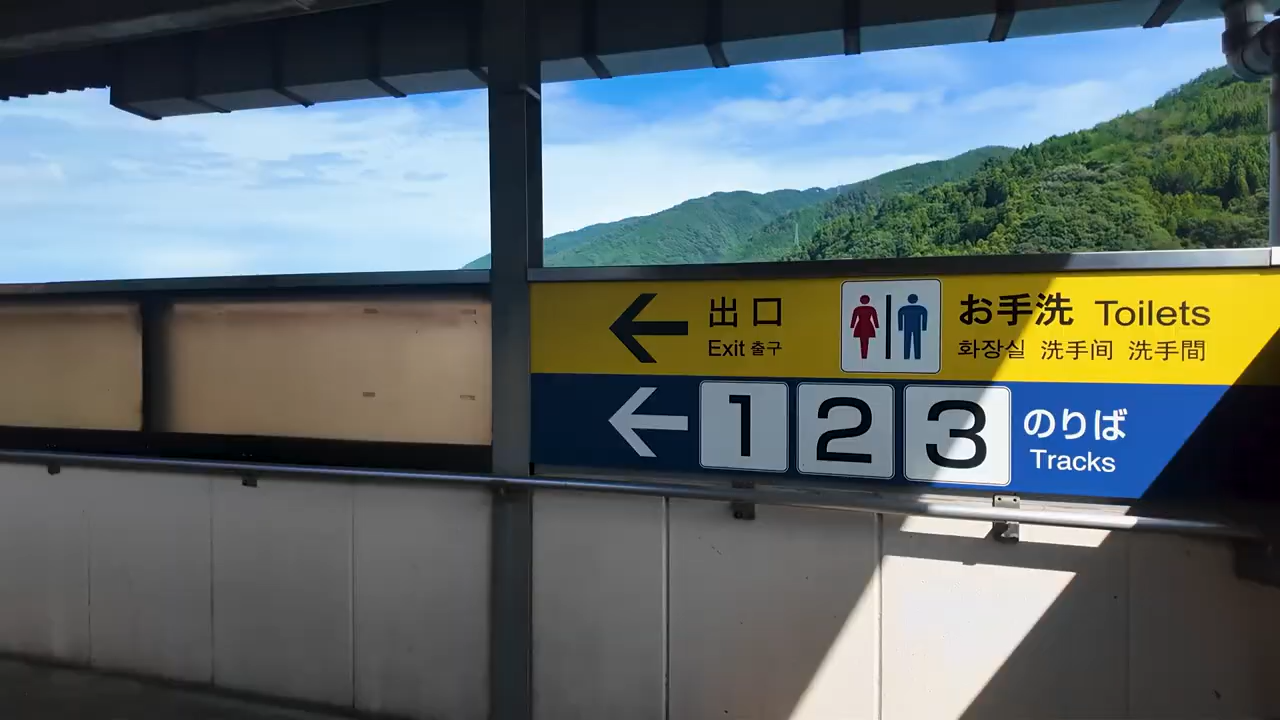 出口
Exit 출구
お手洗 Toilets
화장실 洗手间 洗手間
1 2 3 のりば
Tracks